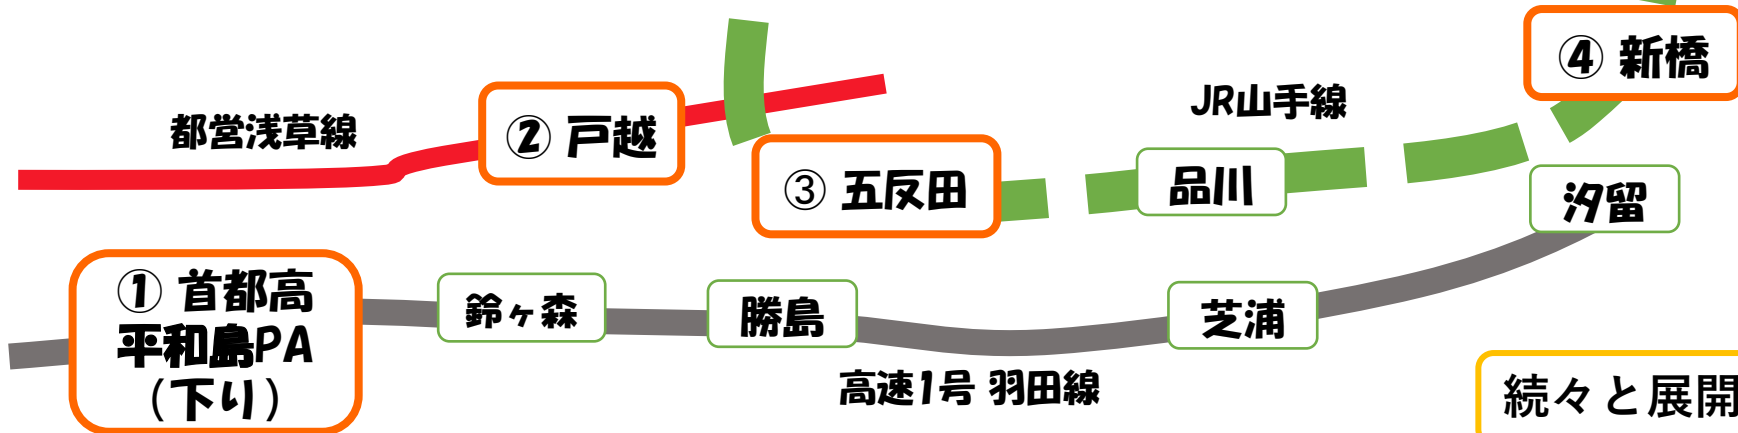 ④ 新橋
JR山手線
都営浅草線
② 戸越
③ 五反田
品川
汐留
① 首都高
平和島PA
(下り)
鈴ヶ森
勝島
芝浦
高速1号 羽田線
続々と展開